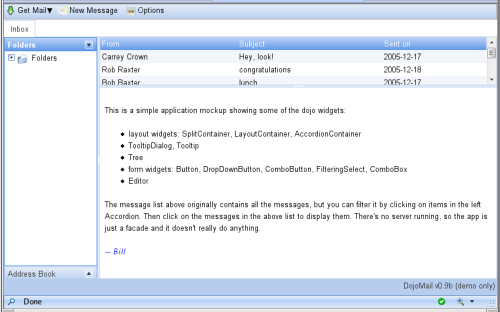 Get Mail New Message Options
Inbox
Folders
Folders
From Subject Sent on
Carrey Crown Hey, look! 2005-12-17
Rob Baxter congratulations 2005-12-18
Bob Baxter lunch 2005-12-17
This is a simple application mockup showing some of the dojo widgets:
layout widgets: SplitContainer, LayoutContainer, AccordionContainer
TooltipDialog, Tooltip
Tree
form widgets: Button, DropDownButton, ComboButton, FilteringSelect, ComboBox
Editor
The message list above originally contains all the messages, but you can filter it by clicking on items in the left
Accordion. Then click on the messages in the above list to display them. There's no server running, so the app is
just a facade and it doesn't really do anything.
-- Bill
Address Book
DojoMail v0.9b (demo only)
Done